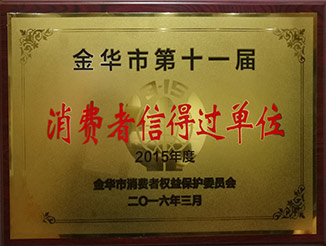 金华市第十一届
消费者信得过单位
2015年度
金华市消费者权益保护委员会
二〇一六年三月